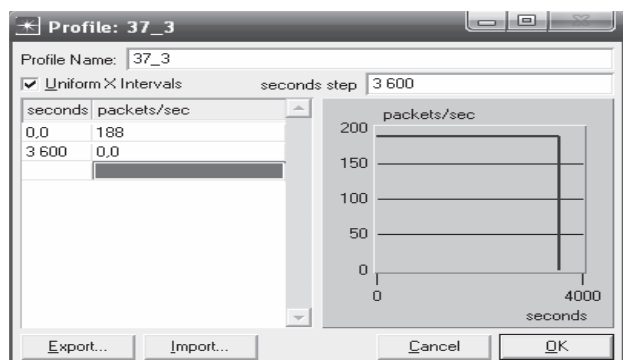 Profile: 37_3
Profile Name: 37_3
Uniform X Intervals seconds step 3 600
seconds packets/sec
0,0 188
3 600 0,0
packets/sec
200
150
100
50
0
0 4000
seconds
Export... Import... Cancel OK